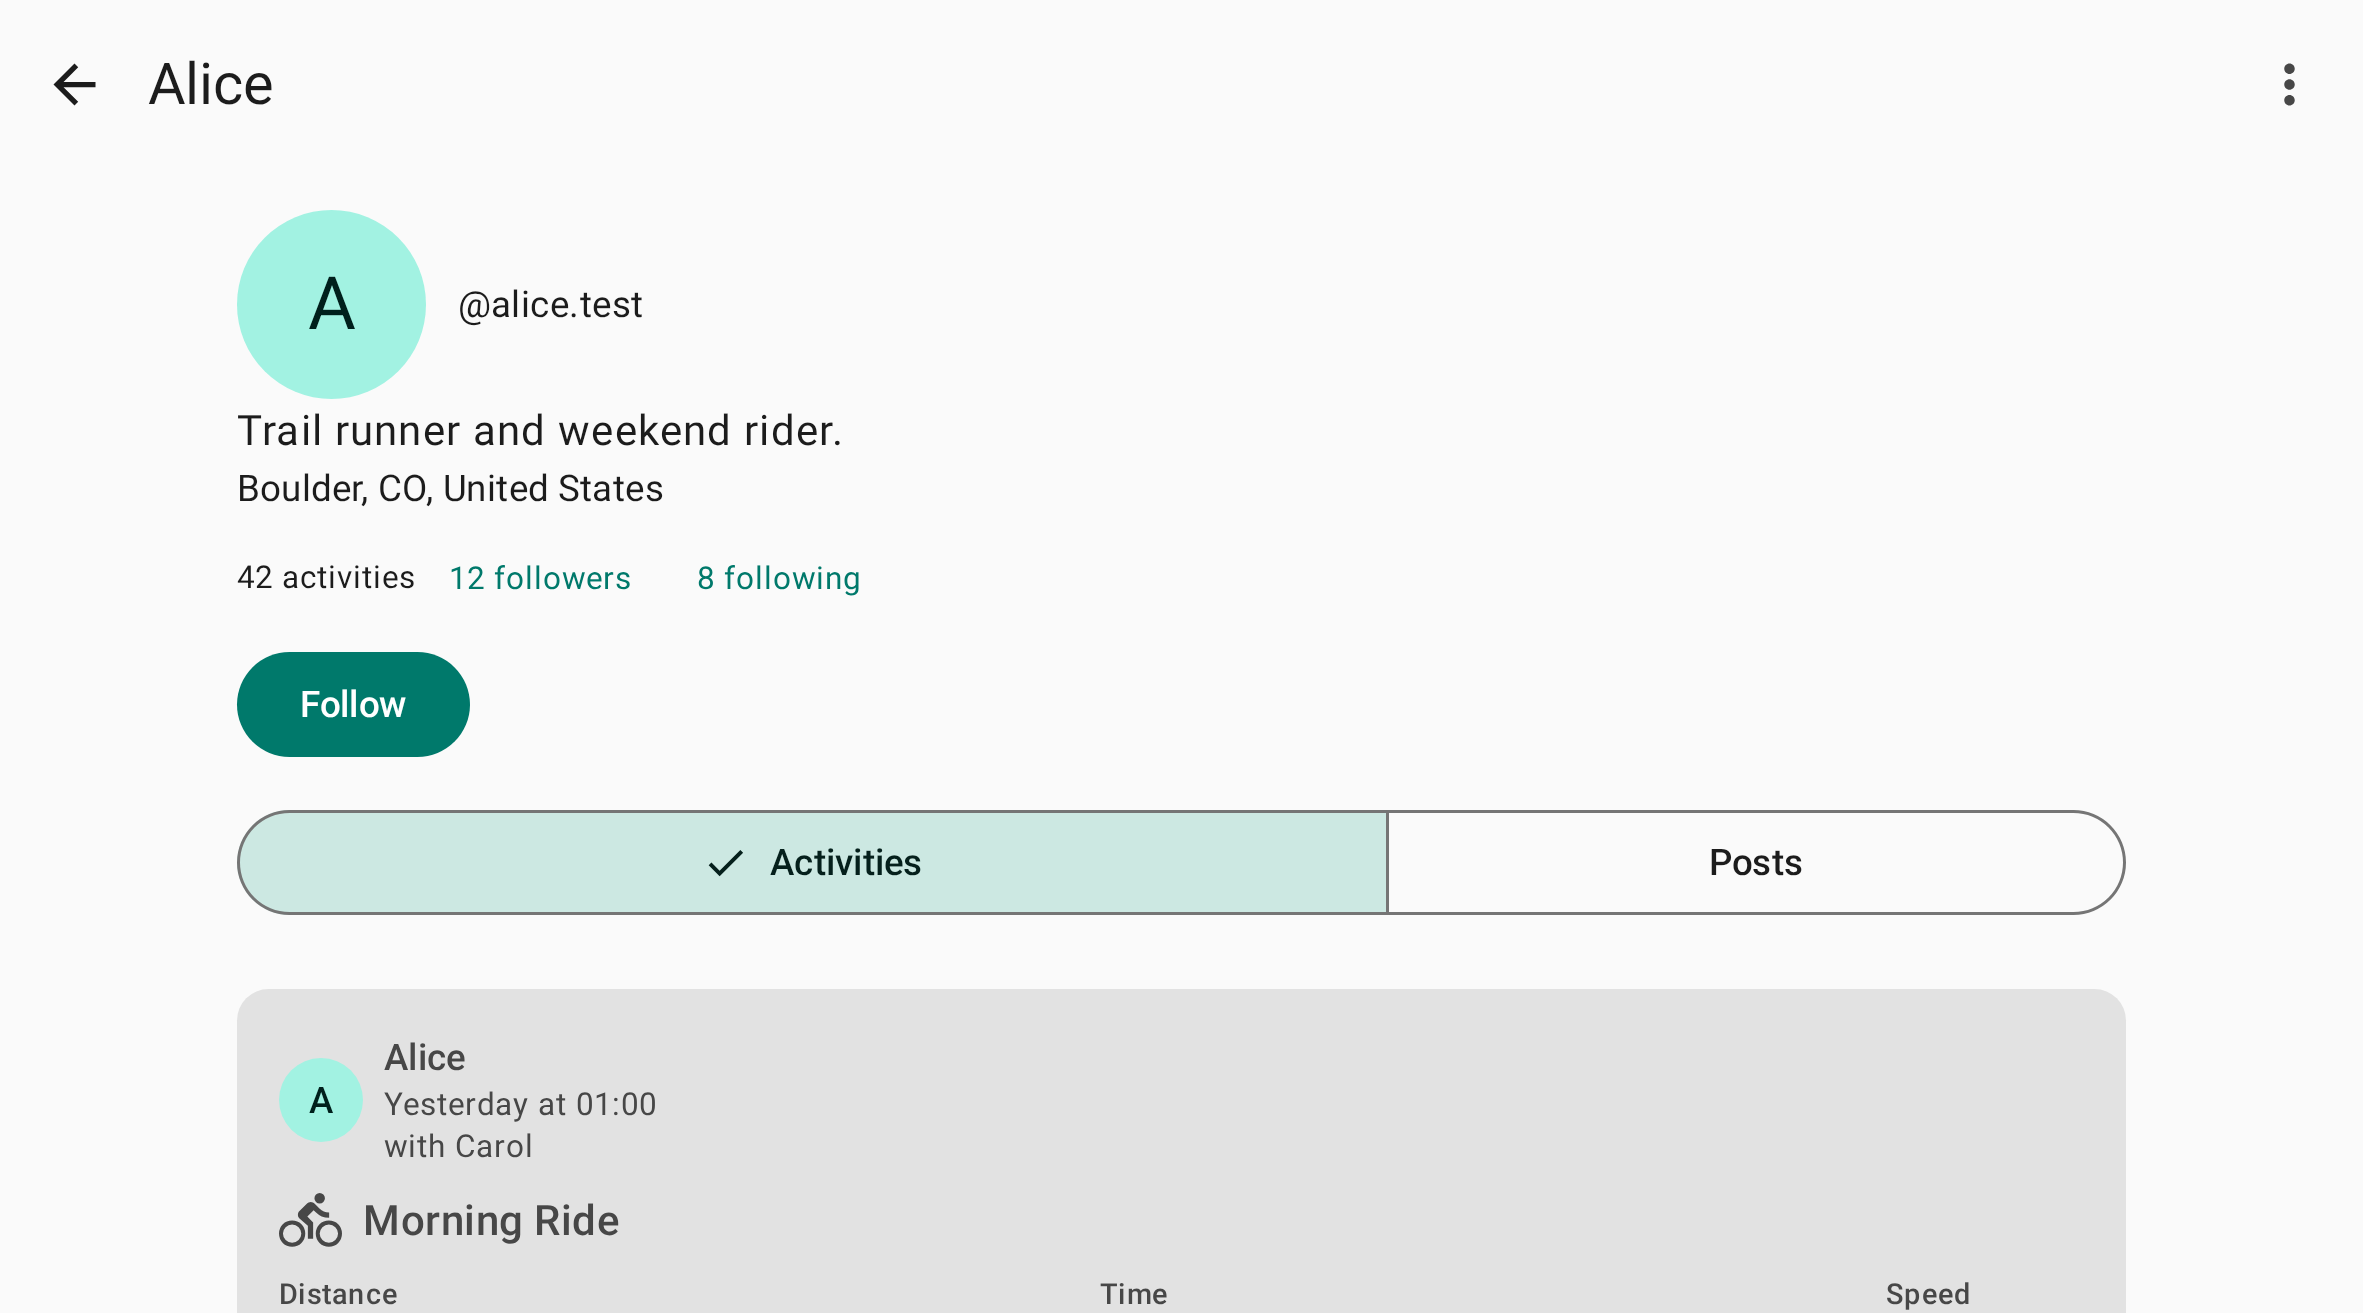 Alice
A
@alice.test
Trail runner and weekend rider.
Boulder, CO, United States
42 activities 12 followers 8 following
Follow
Activities Posts
Alice
A
Yesterday at 01:00
with Carol
Morning Ride
Distance Time Speed